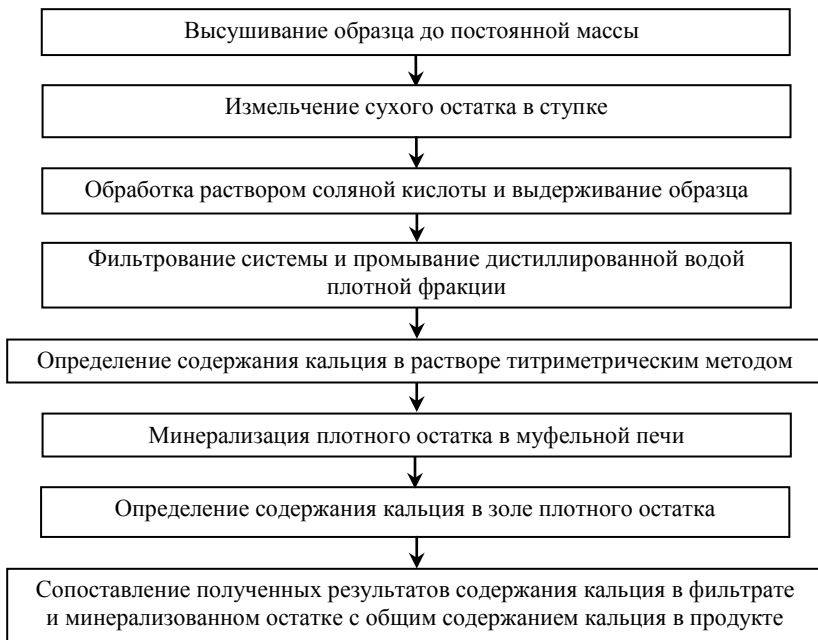 Высушивание образца до постоянной массы
Измельчение сухого остатка в ступке
Обработка раствором соляной кислоты и выдерживание образца
Фильтрование системы и промывание дистиллированной водой
плотной фракции
Определение содержания кальция в растворе титриметрическим методом
Минерализация плотного остатка в муфельной печи
Определение содержания кальция в золе плотного остатка
Сопоставление полученных результатов содержания кальция в фильтрате
и минерализованном остатке с общим содержанием кальция в продукте